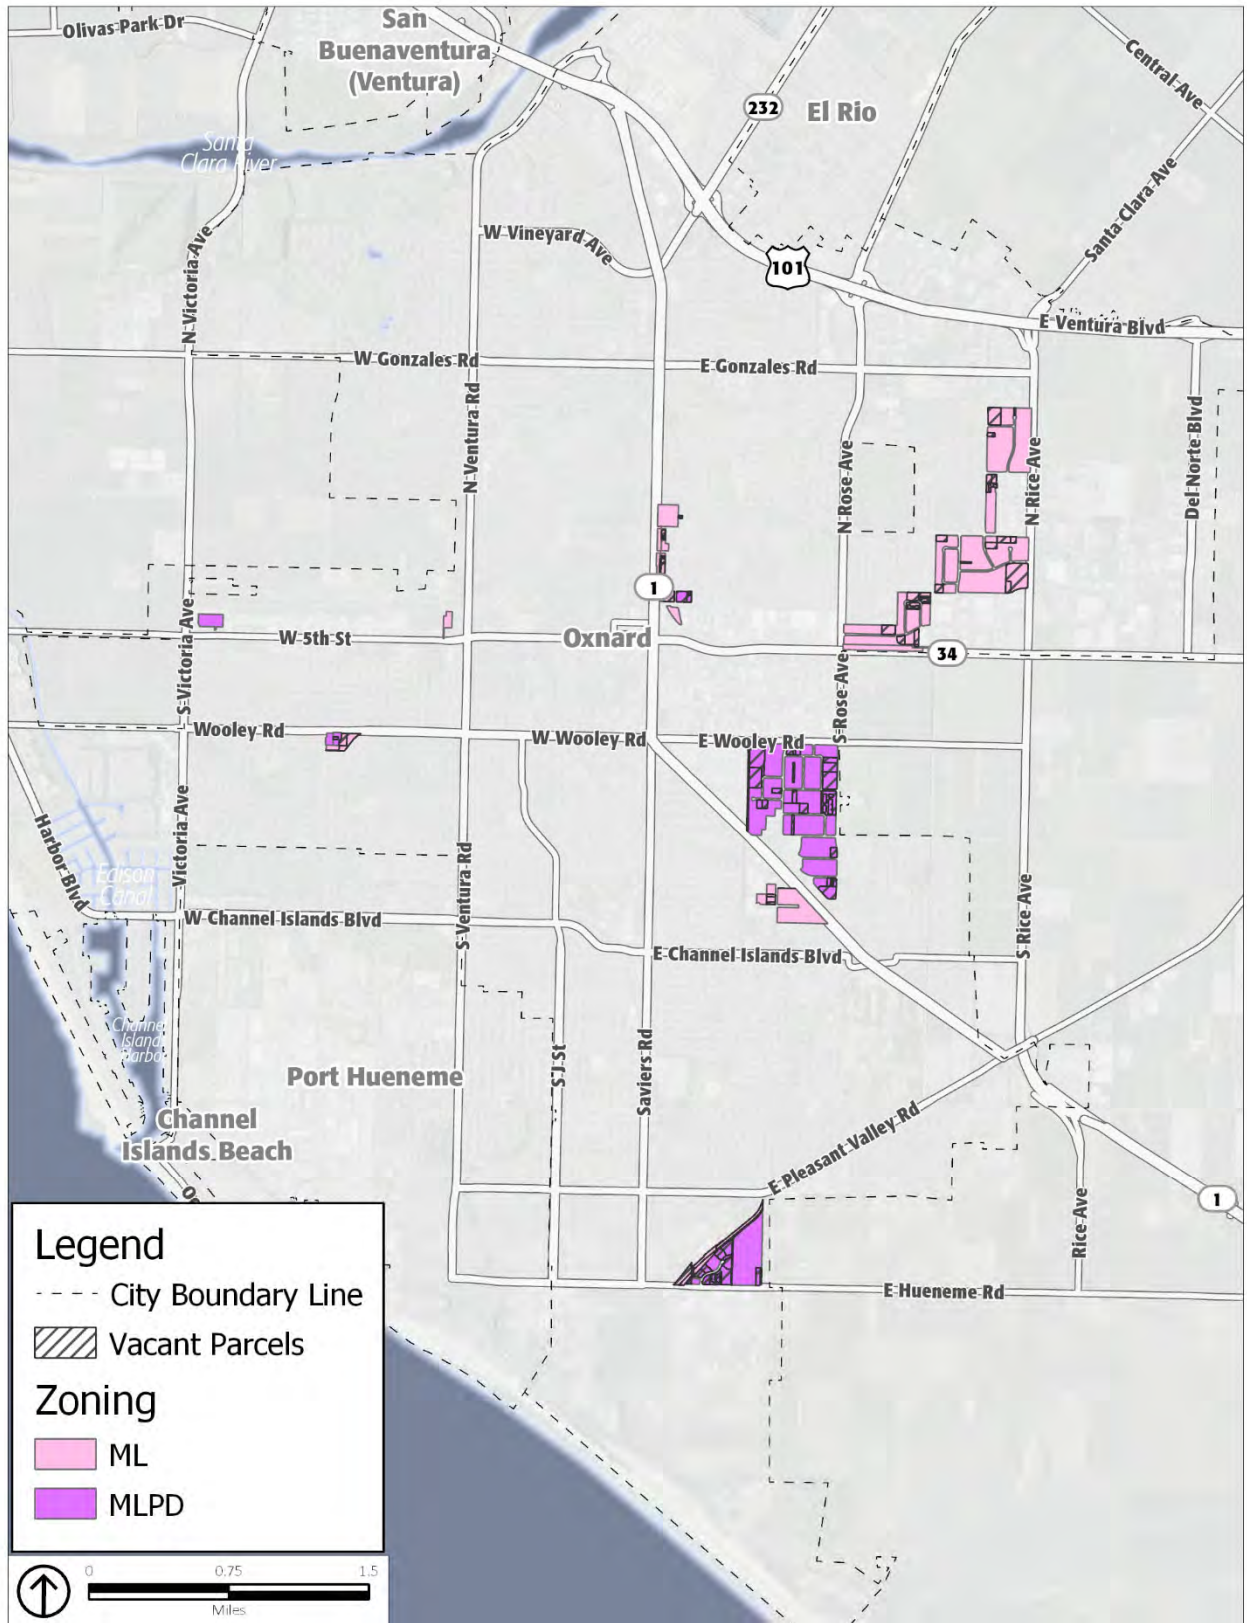 Olivas Park Dr
San
Buenaventura
(Ventura)
232
El Rio
Central Ave
Santa
Clara River
Santa Clara Ave
W Vineyard Ave
N Victoria Ave
101
E Ventura Blvd
W Gonzales Rd
E Gonzales Rd
N Ventura Rd
N Rose Ave
N Rice Ave
Del Norte Blvd
1
S Victoria Ave
W 5th St
Oxnard
34
S Rose Ave
Wooley Rd
W Wooley Rd
E Wooley Rd
Harbor Blvd
Victoria Ave
Edison
Canal
S Ventura Rd
S Rice Ave
W Channel Islands Blvd
E Channel Islands Blvd
Channel
Islands
Harbor
S J St
Saviers Rd
Port Hueneme
Channel
Islands Beach
E Pleasant Valley Rd
1
Rice Ave
E Hueneme Rd
Legend
City Boundary Line
Vacant Parcels
Zoning
ML
MLPD
0 0.75 1.5
Miles